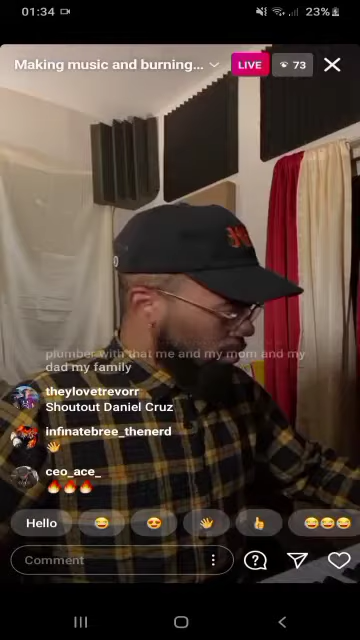 01:34
23%
Making music and burning...
LIVE
73
plumber with that me and my mom and my
dad my family
theylovetrevorr
Shoutout Daniel Cruz
infinatebree_thenerd
👋
ceo_ace_
🔥🔥🔥
Hello
😂
😍
👋
👍
😂😂😂
Comment